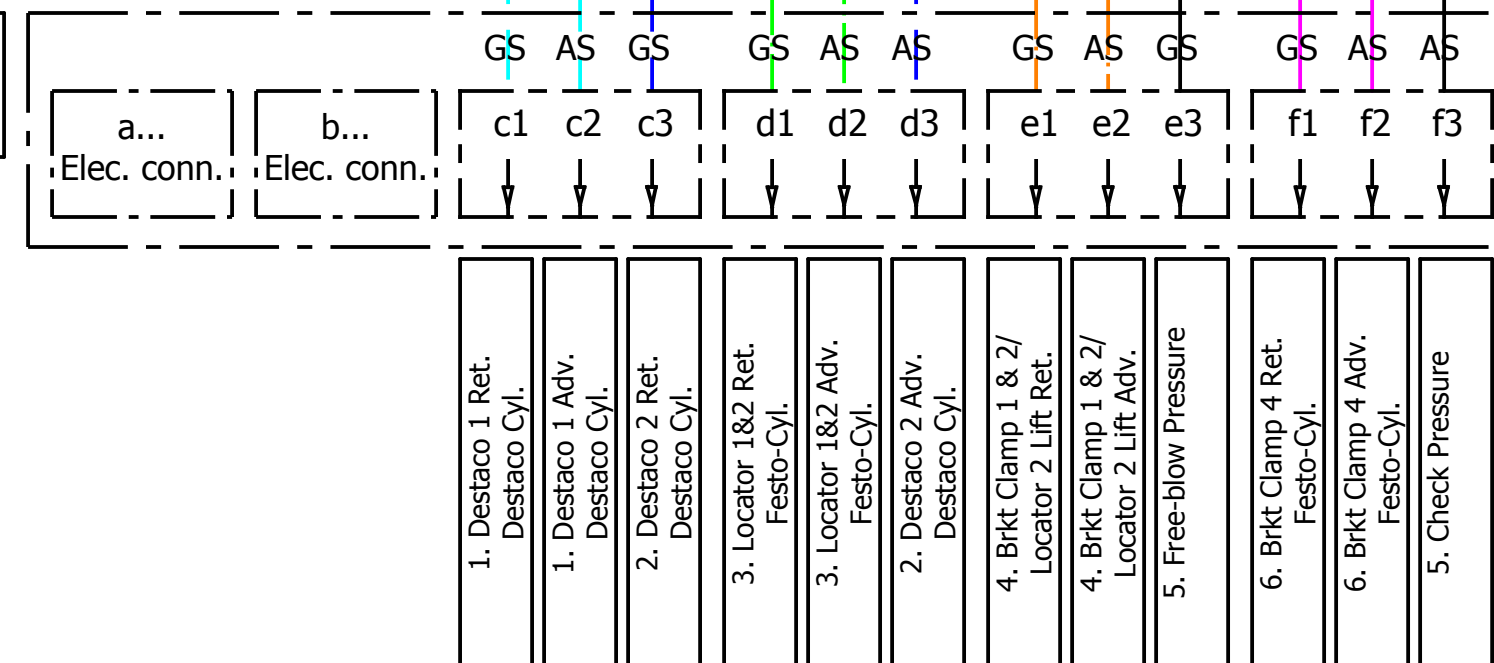 GS AS GS GS AS AS GS AS GS GS AS AS
a...
Elec. conn.
b...
Elec. conn.
c1 c2 c3 d1 d2 d3 e1 e2 e3 f1 f2 f3
1. Destaco 1 Ret.
Destaco Cyl.
1. Destaco 1 Adv.
Destaco Cyl.
2. Destaco 2 Ret.
Destaco Cyl.
3. Locator 1&2 Ret.
Festo-Cyl.
3. Locator 1&2 Adv.
Festo-Cyl.
2. Destaco 2 Adv.
Destaco Cyl.
4. Brkt Clamp 1 & 2/
Locator 2 Lift Ret.
4. Brkt Clamp 1 & 2/
Locator 2 Lift Adv.
5. Free-blow Pressure
6. Brkt Clamp 4 Ret.
Festo-Cyl.
6. Brkt Clamp 4 Adv.
Festo-Cyl.
5. Check Pressure